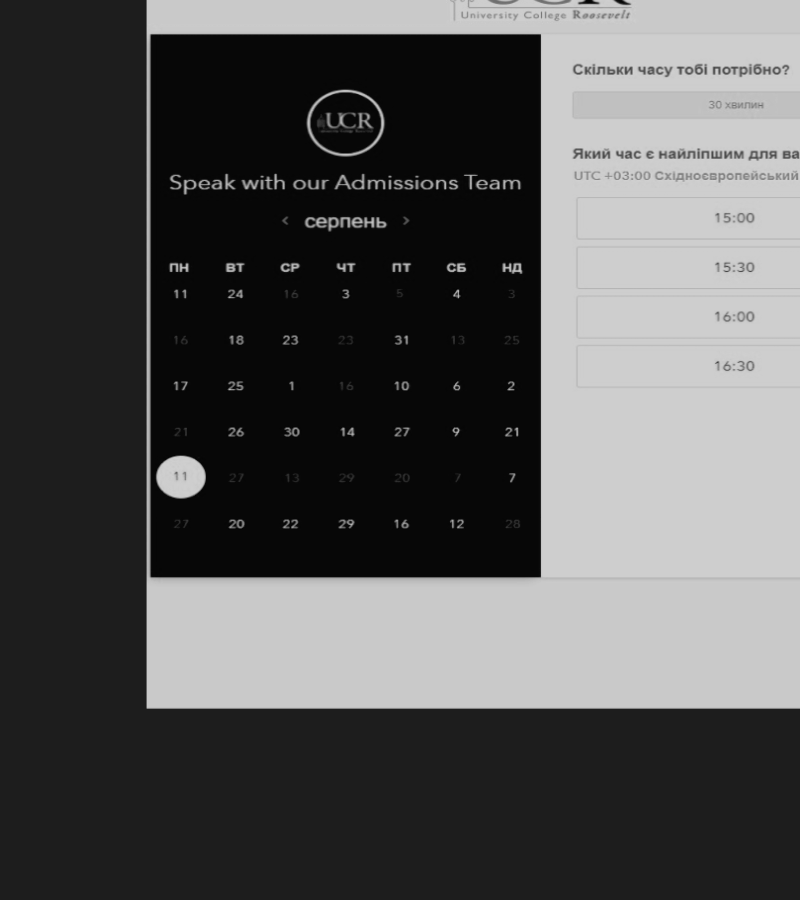 University College Roosevelt
UCR
Speak with our Admissions Team
< серпень >
ПН ВТ СР ЧТ ПТ СБ НД
11 24 16 3 5 4 3
16 18 23 23 31 13 25
17 25 1 16 10 6 2
21 26 30 14 27 9 21
11 27 13 29 20 7 7
27 20 22 29 16 12 28
Скільки часу тобі потрібно?
30 хвилин
Який час є найліпшим для ва
UTC +03:00 Східноєвропейський
15:00
15:30
16:00
16:30